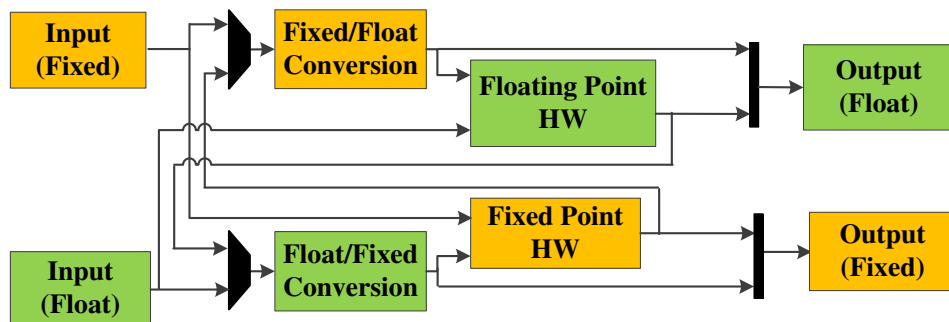 Input
(Fixed)
Fixed/Float
Conversion
Floating Point
HW
Output
(Float)
Input
(Float)
Float/Fixed
Conversion
Fixed Point
HW
Output
(Fixed)